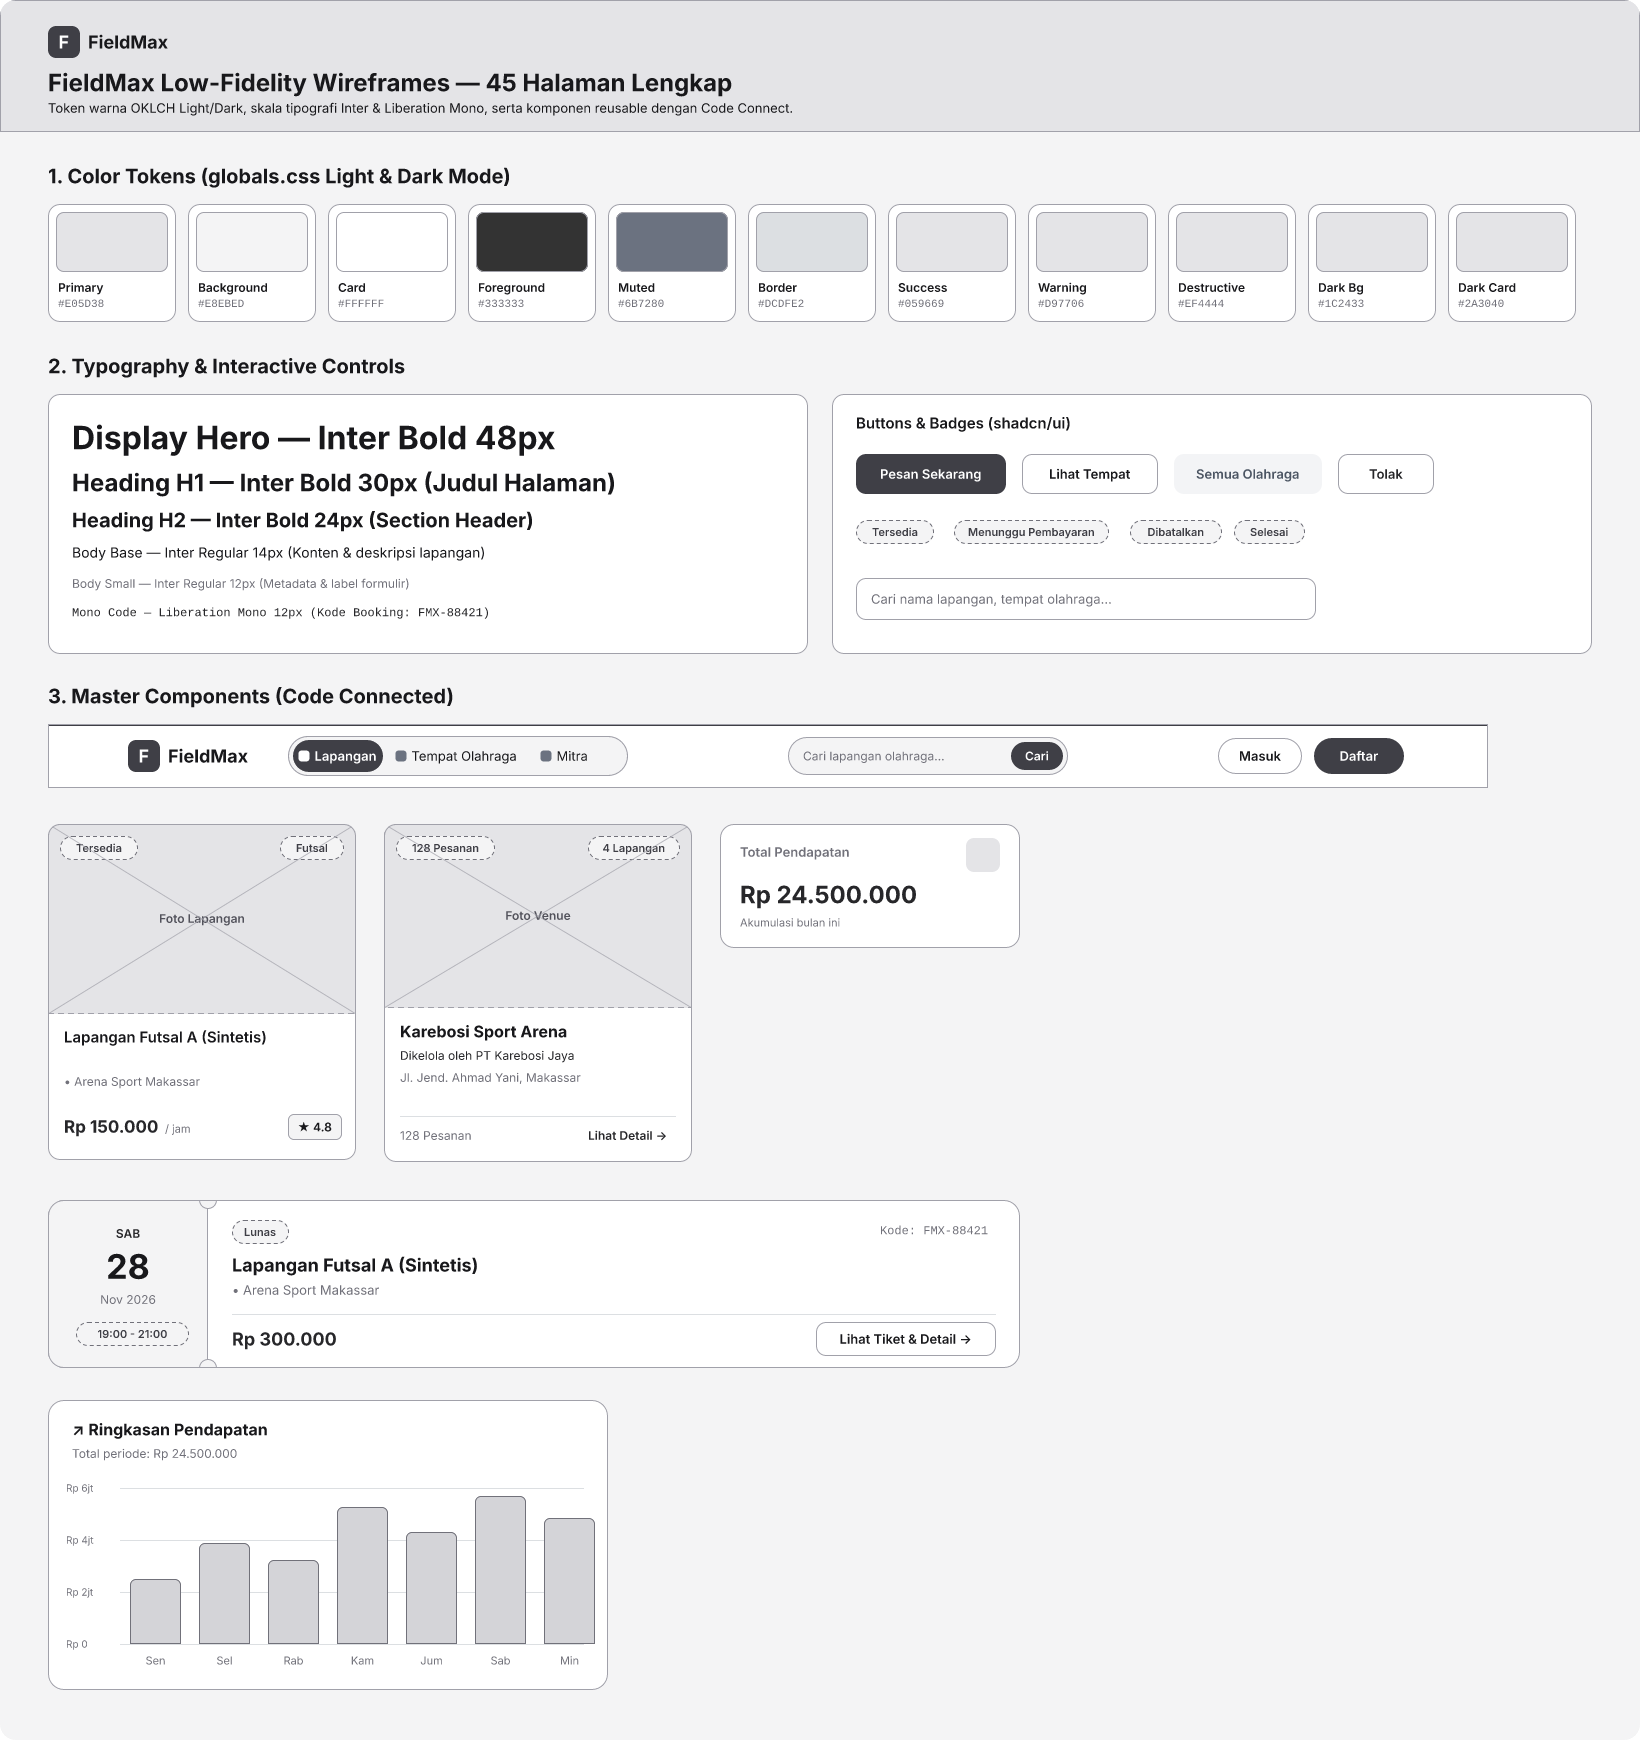 F FieldMax
FieldMax Low-Fidelity Wireframes — 45 Halaman Lengkap
Token warna OKLCH Light/Dark, skala tipografi Inter & Liberation Mono, serta komponen reusable dengan Code Connect.
1. Color Tokens (globals.css Light & Dark Mode)
Primary
#E05D38
Background
#E8EBED
Card
#FFFFFF
Foreground
#333333
Muted
#6B7280
Border
#DCDFE2
Success
#059669
Warning
#D97706
Destructive
#EF4444
Dark Bg
#1C2433
Dark Card
#2A3040
2. Typography & Interactive Controls
Display Hero — Inter Bold 48px
Heading H1 — Inter Bold 30px (Judul Halaman)
Heading H2 — Inter Bold 24px (Section Header)
Body Base — Inter Regular 14px (Konten & deskripsi lapangan)
Body Small — Inter Regular 12px (Metadata & label formulir)
Mono Code — Liberation Mono 12px (Kode Booking: FMX-88421)
Buttons & Badges (shadcn/ui)
Pesan Sekarang Lihat Tempat Semua Olahraga Tolak
Tersedia Menunggu Pembayaran Dibatalkan Selesai
Cari nama lapangan, tempat olahraga...
3. Master Components (Code Connected)
F FieldMax Lapangan Tempat Olahraga Mitra Cari lapangan olahraga... Cari Masuk Daftar
Tersedia Futsal
Foto Lapangan
Lapangan Futsal A (Sintetis)
• Arena Sport Makassar
Rp 150.000 / jam ★ 4.8
128 Pesanan 4 Lapangan
Foto Venue
Karebosi Sport Arena
Dikelola oleh PT Karebosi Jaya
Jl. Jend. Ahmad Yani, Makassar
128 Pesanan Lihat Detail →
Total Pendapatan
Rp 24.500.000
Akumulasi bulan ini
SAB
28
Nov 2026
19:00 - 21:00
Lunas Kode: FMX-88421
Lapangan Futsal A (Sintetis)
• Arena Sport Makassar
Rp 300.000 Lihat Tiket & Detail →
↗ Ringkasan Pendapatan
Total periode: Rp 24.500.000
Rp 6jt
Rp 4jt
Rp 2jt
Rp 0
Sen Sel Rab Kam Jum Sab Min